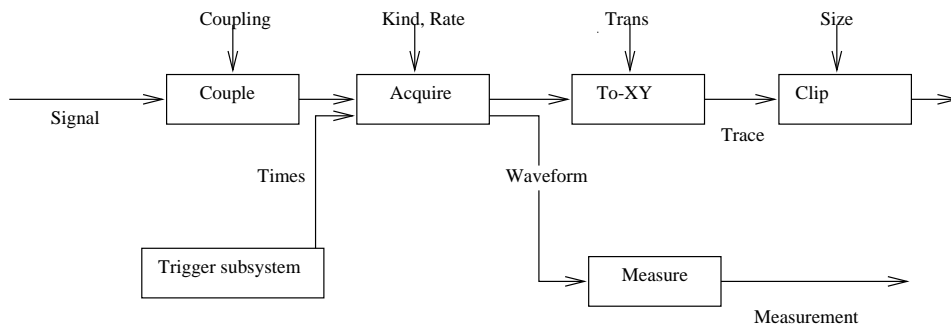 Coupling
Kind, Rate
Trans
Size
Couple
Acquire
To-XY
Clip
Signal
Trace
Times
Waveform
Trigger subsystem
Measure
Measurement